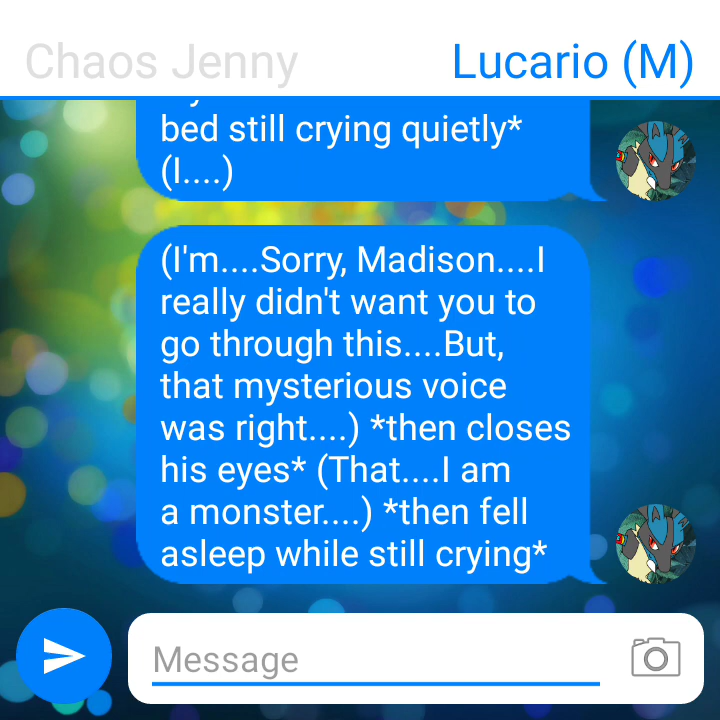 Chaos Jenny Lucario (M)
bed still crying quietly*
(I....)
(I'm....Sorry, Madison....I
really didn't want you to
go through this....But,
that mysterious voice
was right....) *then closes
his eyes* (That....I am
a monster....) *then fell
asleep while still crying*
Message